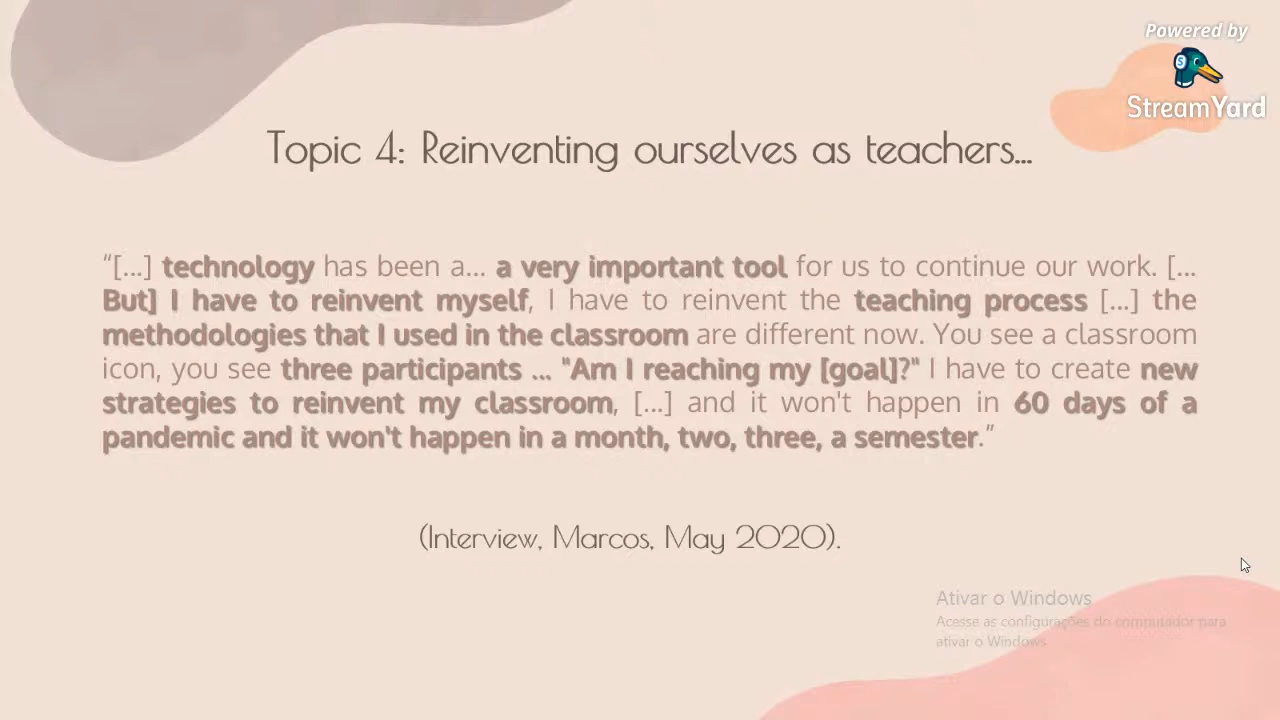 Powered by
StreamYard
Topic 4: Reinventing ourselves as teachers...
“[...] technology has been a... a very important tool for us to continue our work. [...
But] I have to reinvent myself, I have to reinvent the teaching process [...] the
methodologies that I used in the classroom are different now. You see a classroom
icon, you see three participants ... "Am I reaching my [goal]?" I have to create new
strategies to reinvent my classroom, [...] and it won't happen in 60 days of a
pandemic and it won't happen in a month, two, three, a semester.”
(Interview, Marcos, May 2020).
Ativar o Windows
Acesse as configurações do computador para
ativar o Windows.